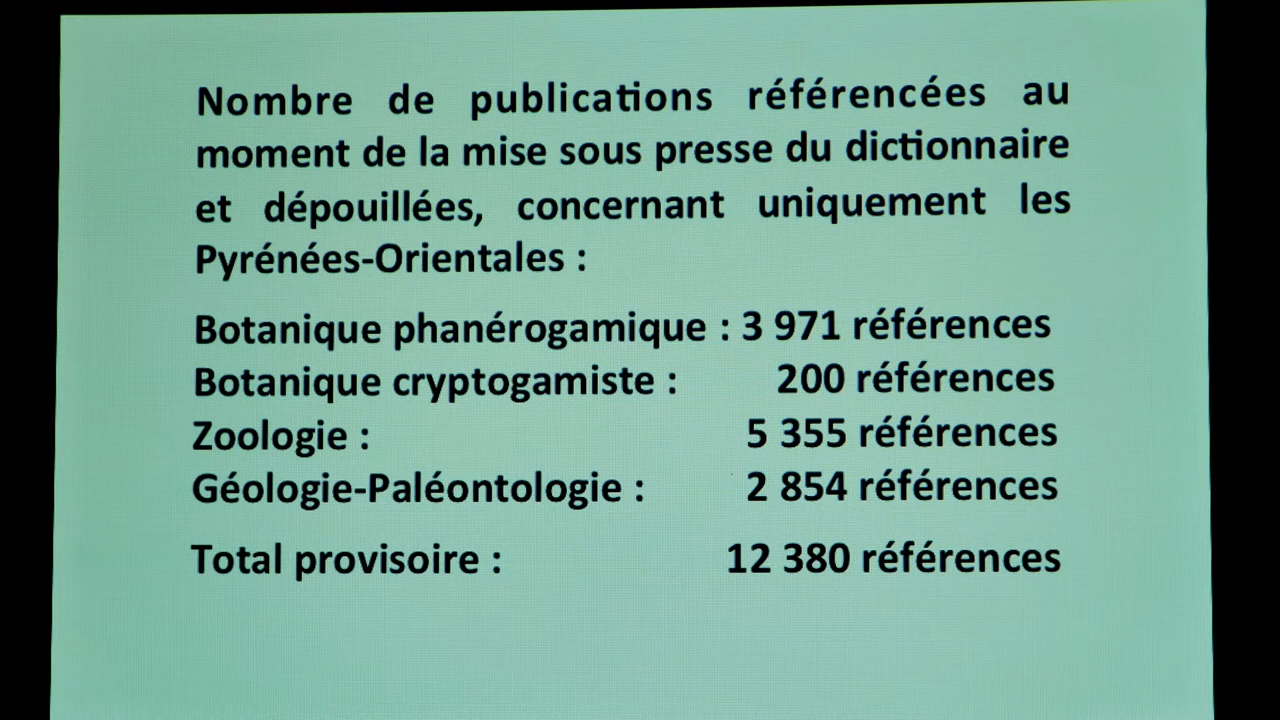 Nombre de publications référencées au
moment de la mise sous presse du dictionnaire
et dépouillées, concernant uniquement les
Pyrénées-Orientales :
Botanique phanérogamique : 3 971 références
Botanique cryptogamiste : 200 références
Zoologie : 5 355 références
Géologie-Paléontologie : 2 854 références
Total provisoire : 12 380 références